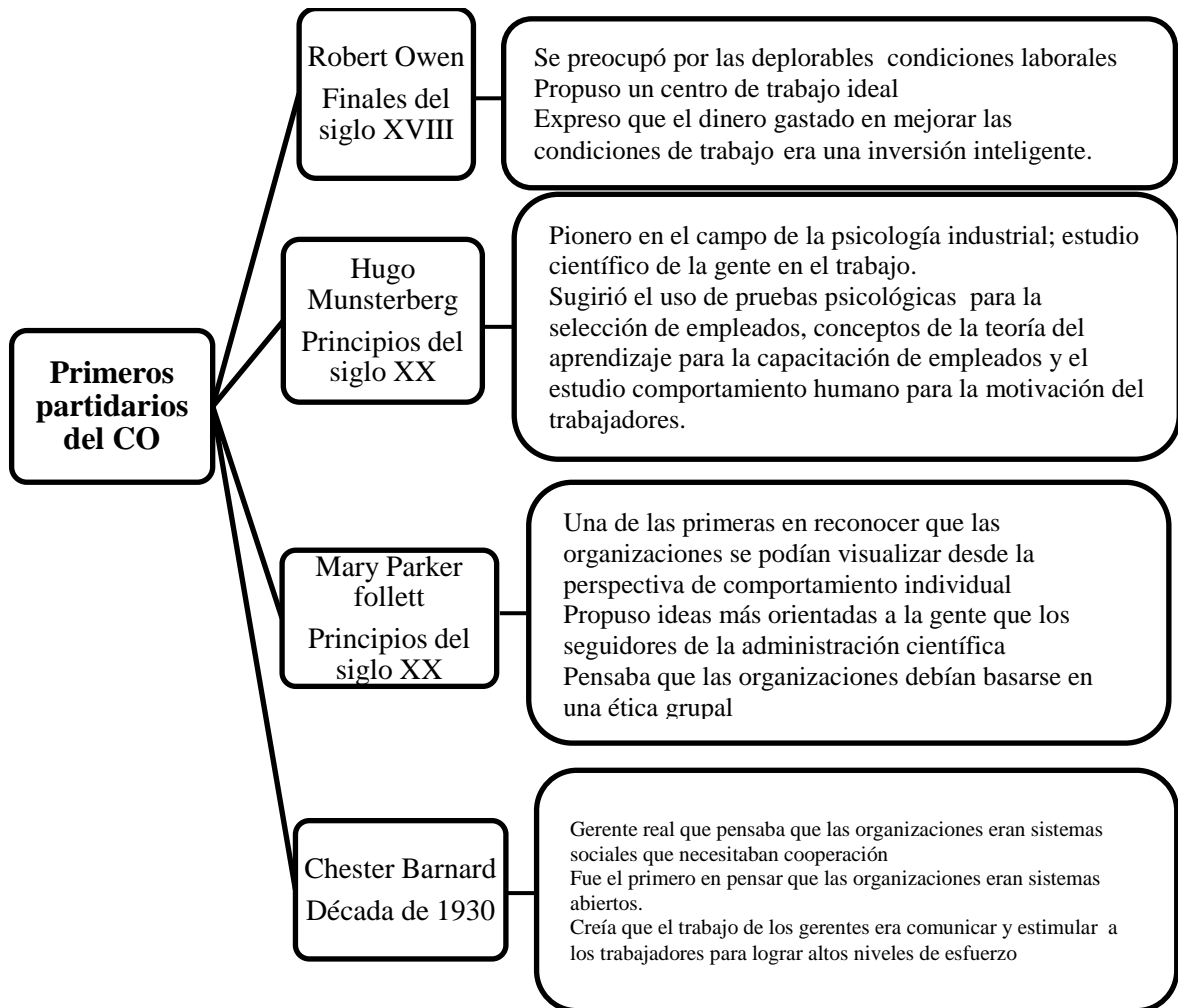 Primeros
partidarios
del CO
Robert Owen
Finales del
siglo XVIII
Se preocupó por las deplorables condiciones laborales
Propuso un centro de trabajo ideal
Expreso que el dinero gastado en mejorar las
condiciones de trabajo era una inversión inteligente.
Hugo
Munsterberg
Principios del
siglo XX
Pionero en el campo de la psicología industrial; estudio
científico de la gente en el trabajo.
Sugirió el uso de pruebas psicológicas para la
selección de empleados, conceptos de la teoría del
aprendizaje para la capacitación de empleados y el
estudio comportamiento humano para la motivación del
trabajadores.
Mary Parker
follett
Principios del
siglo XX
Una de las primeras en reconocer que las
organizaciones se podían visualizar desde la
perspectiva de comportamiento individual
Propuso ideas más orientadas a la gente que los
seguidores de la administración científica
Pensaba que las organizaciones debían basarse en
una ética grupal
Chester Barnard
Década de 1930
Gerente real que pensaba que las organizaciones eran sistemas
sociales que necesitaban cooperación
Fue el primero en pensar que las organizaciones eran sistemas
abiertos.
Creía que el trabajo de los gerentes era comunicar y estimular a
los trabajadores para lograr altos niveles de esfuerzo